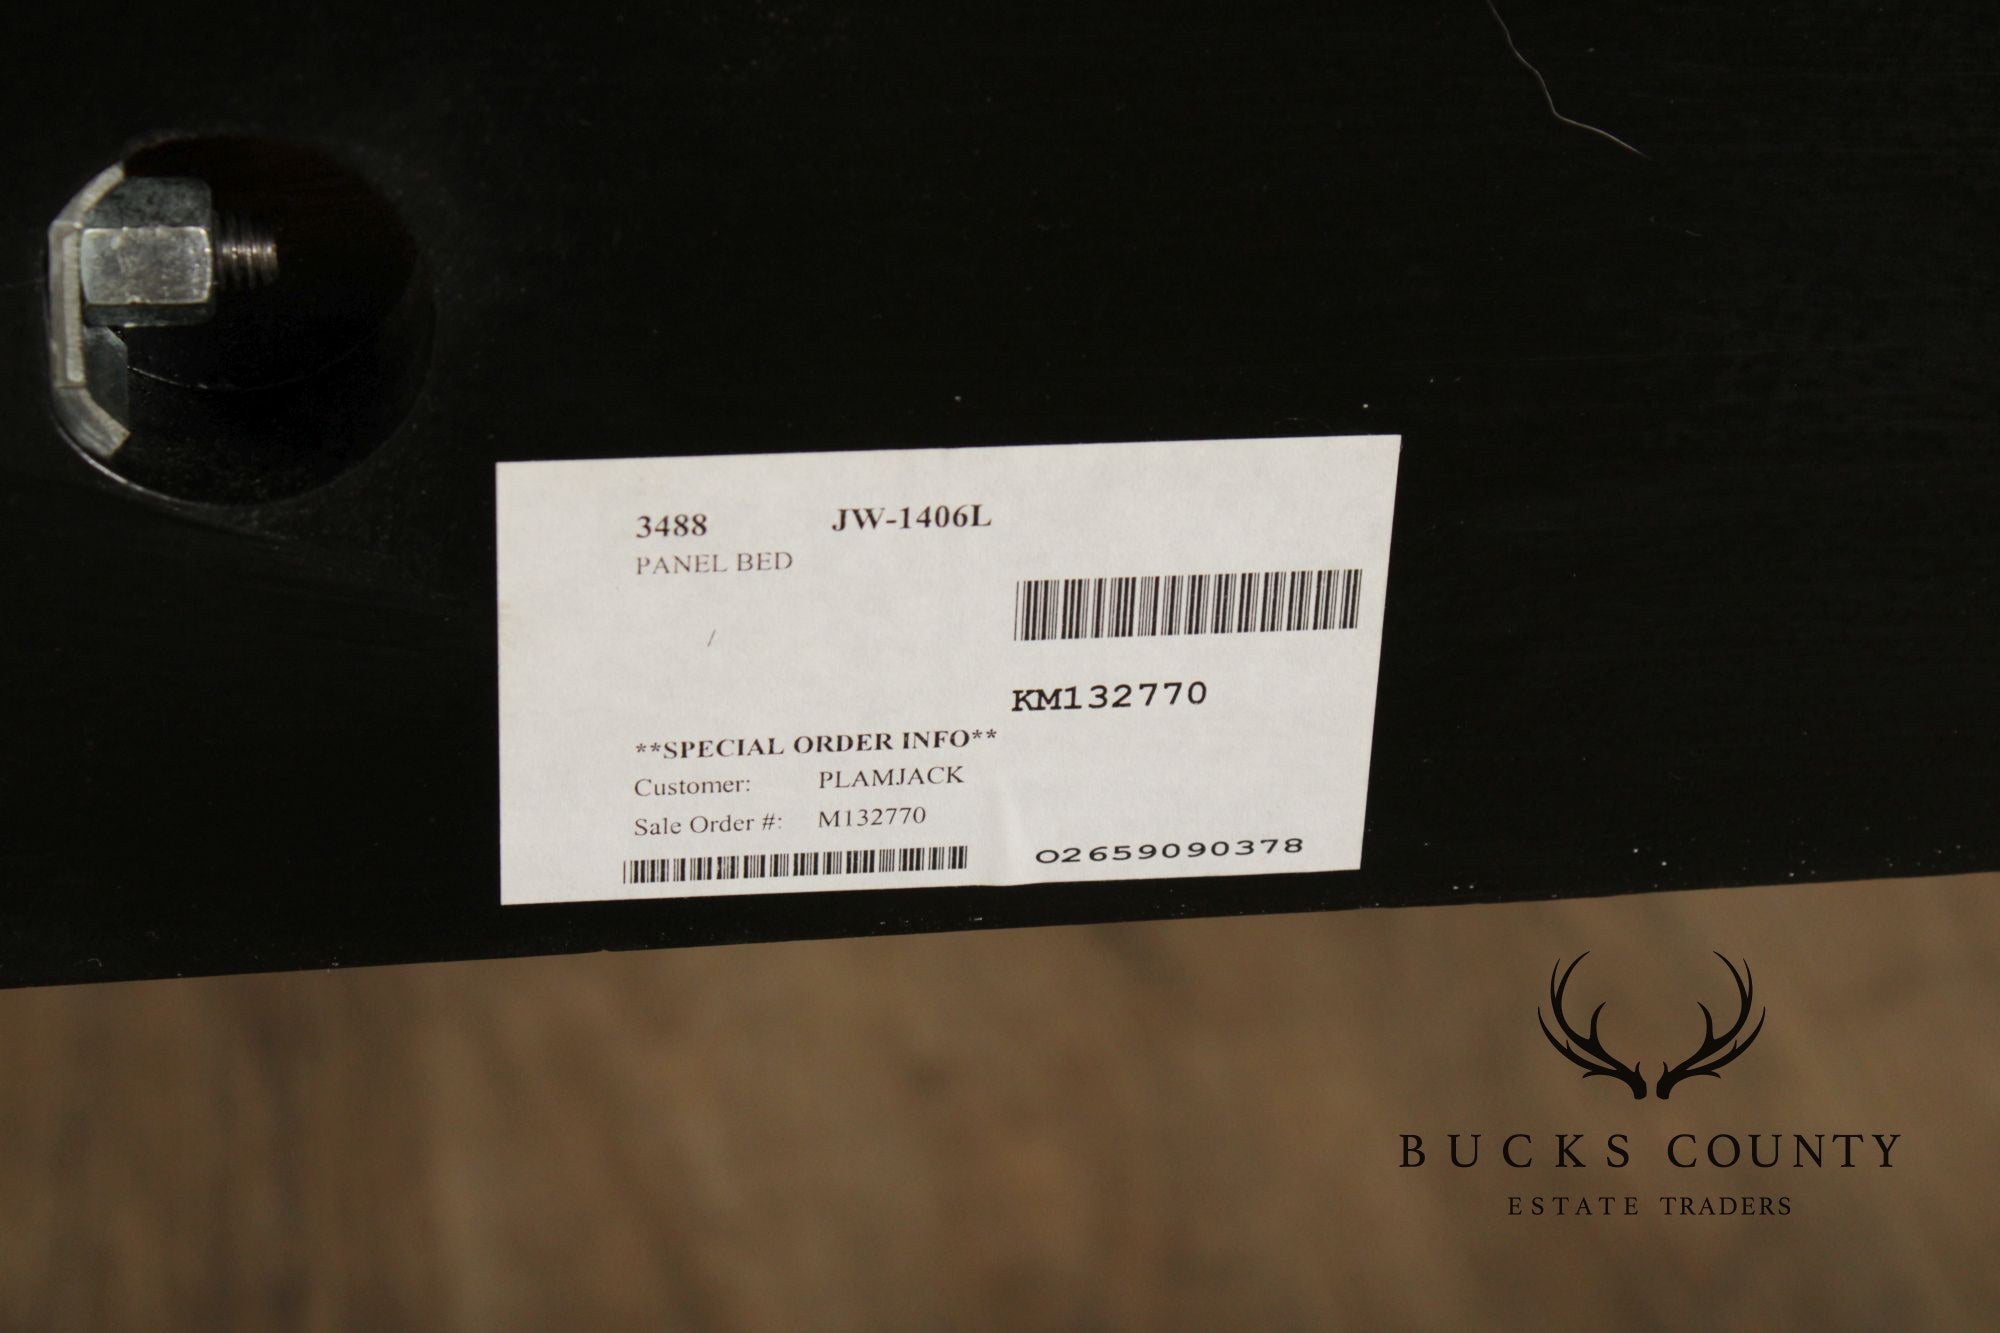 3488 JW-1406L
PANEL BED
/
KM132770
**SPECIAL ORDER INFO**
Customer: PLAMJACK
Sale Order #: M132770
02659090378
BUCKS COUNTY
ESTATE TRADERS